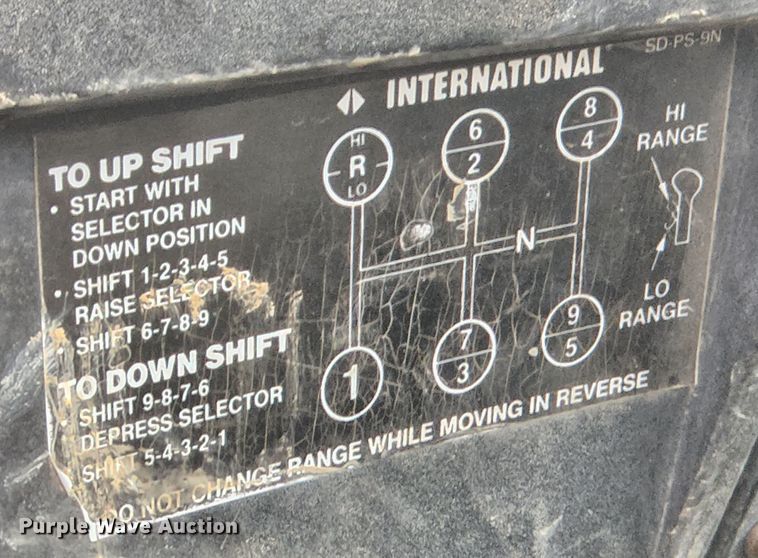 SD-PS-9N
INTERNATIONAL
TO UP SHIFT
• START WITH
SELECTOR IN
DOWN POSITION
• SHIFT 1-2-3-4-5
RAISE SELECTOR
• SHIFT 6-7-8-9
TO DOWN SHIFT
• SHIFT 9-8-7-6
DEPRESS SELECTOR
SHIFT 5-4-3-2-1
HI
R
LO
6
2
8
4
N
1
7
3
9
5
HI
RANGE
LO
RANGE
DO NOT CHANGE RANGE WHILE MOVING IN REVERSE
Purple Wave Auction